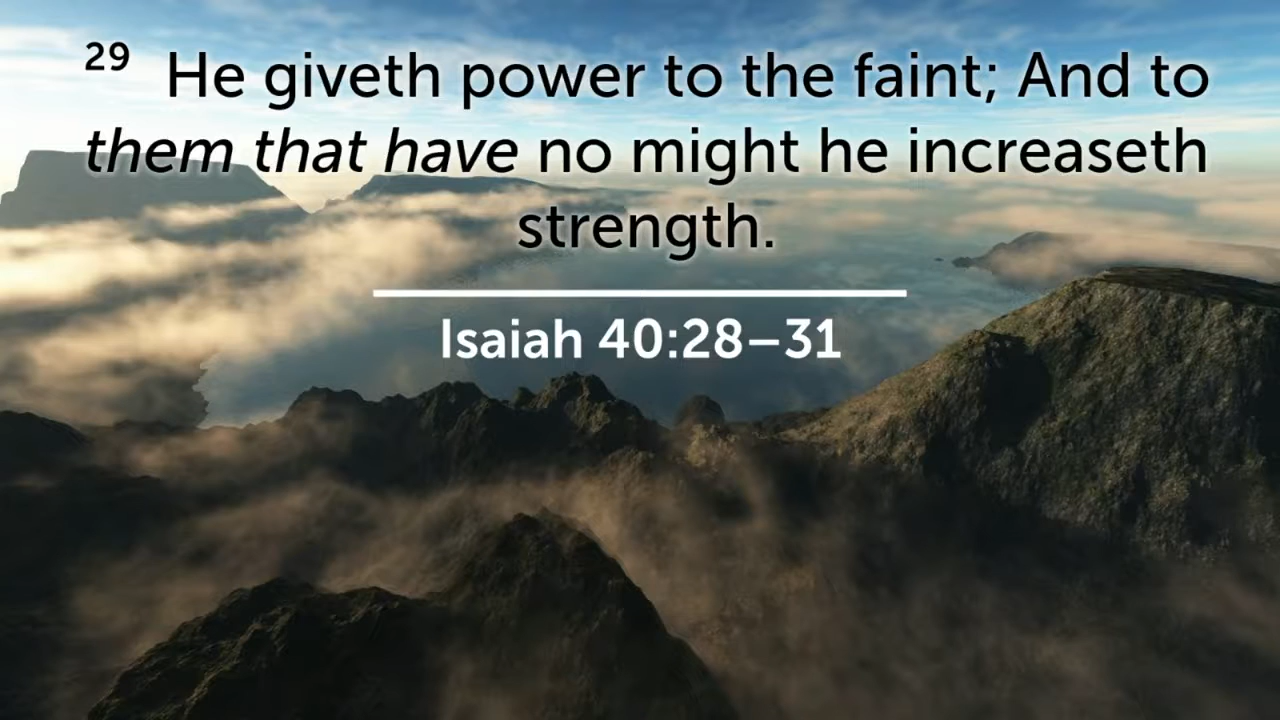 29 He giveth power to the faint; And to
them that have no might he increaseth
strength.
Isaiah 40:28–31